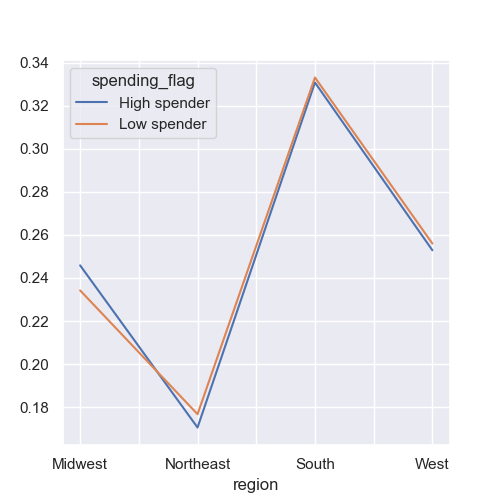 spending_flag
High spender
Low spender
0.34
0.32
0.30
0.28
0.26
0.24
0.22
0.20
0.18
Midwest Northeast South West
region